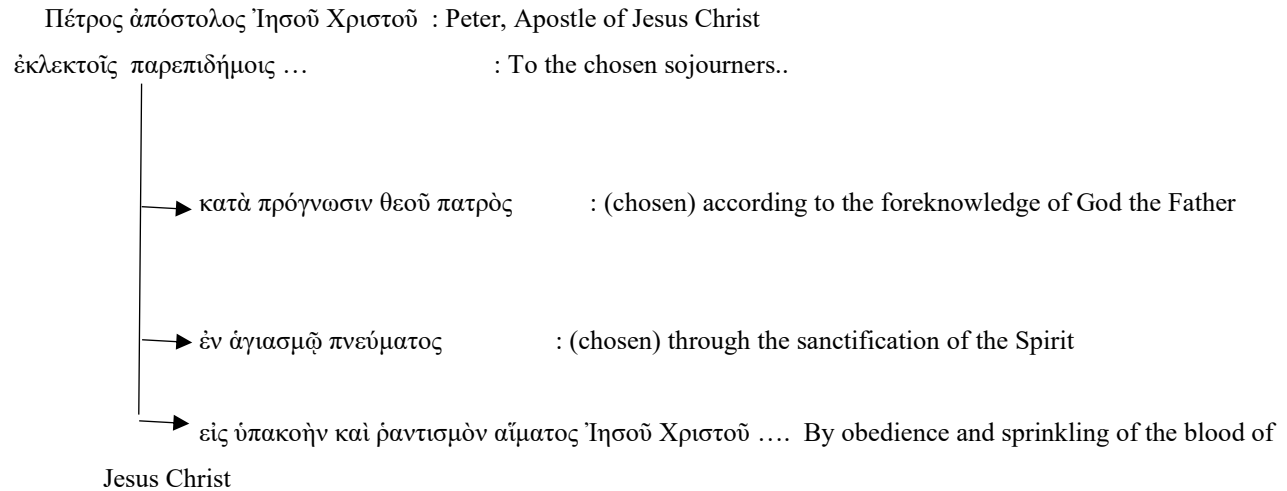 Πέτρος ἀπόστολος Ἰησοῦ Χριστοῦ : Peter, Apostle of Jesus Christ
ἐκλεκτοῖς παρεπιδήμοις … : To the chosen sojourners..
κατὰ πρόγνωσιν θεοῦ πατρὸς : (chosen) according to the foreknowledge of God the Father
ἐν ἁγιασμῷ πνεύματος : (chosen) through the sanctification of the Spirit
εἰς ὑπακοὴν καὶ ῥαντισμὸν αἵματος Ἰησοῦ Χριστοῦ …. By obedience and sprinkling of the blood of
Jesus Christ